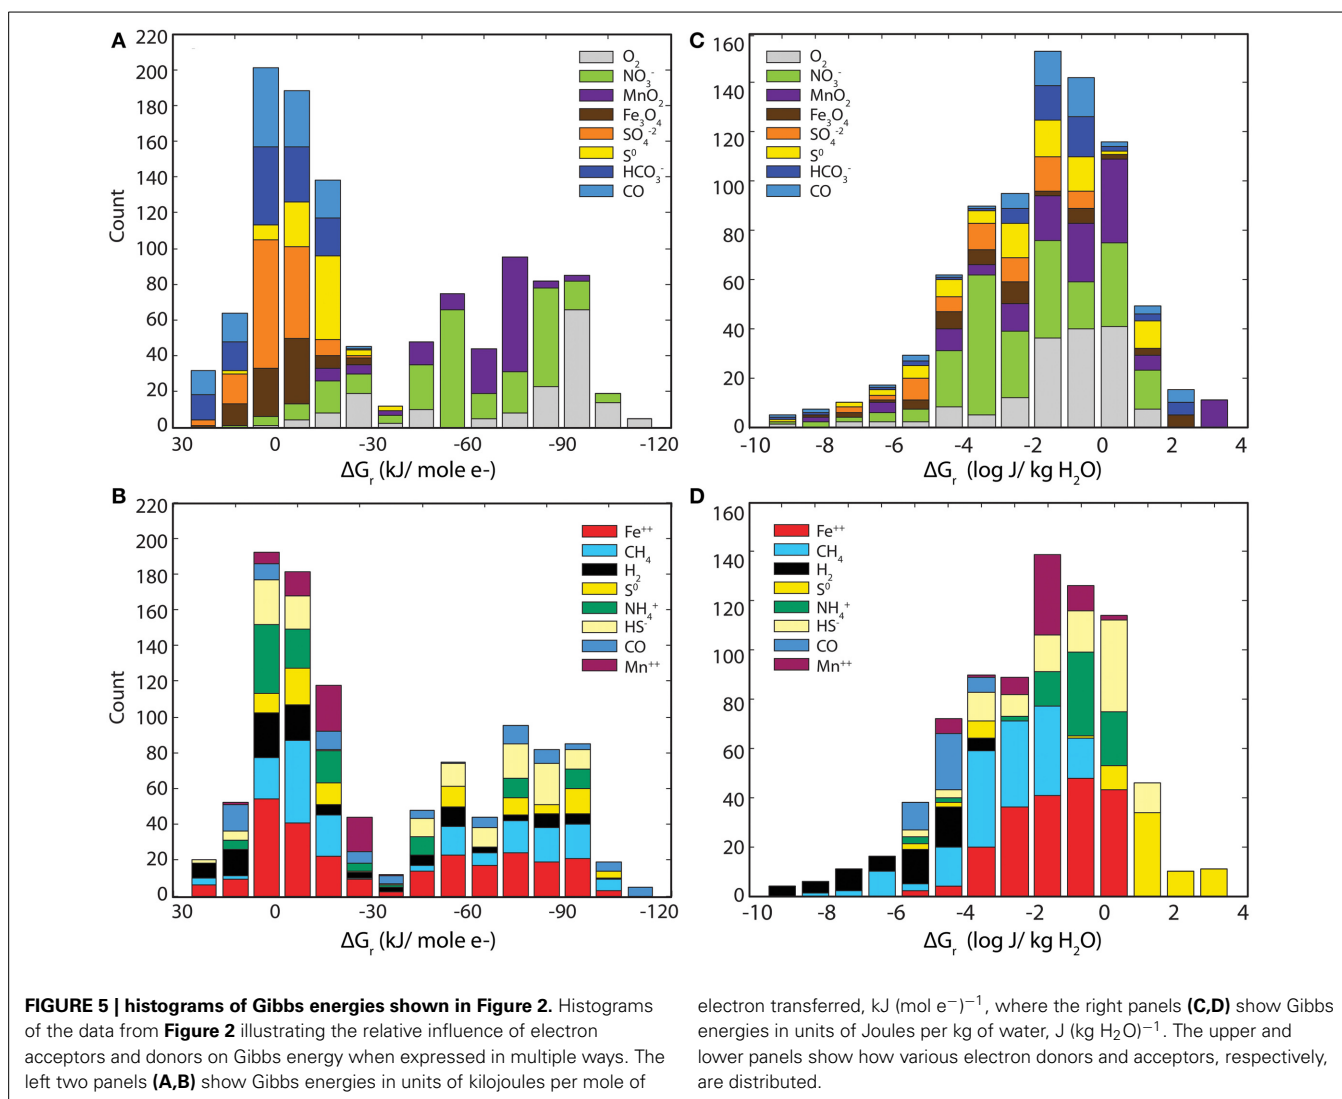 A
220
200
180
160
140
120
100
80
60
40
20
0
Count
30
0
-30
-60
-90
-120
ΔGr (kJ/ mole e-)
O2
NO3-
MnO2
Fe3O4
SO4-2
S0
HCO3-
CO
C
160
140
120
100
80
60
40
20
0
-10
-8
-6
-4
-2
0
2
4
ΔGr (log J/ kg H2O)
O2
NO3-
MnO2
Fe3O4
SO4-2
S0
HCO3-
CO
B
220
200
180
160
140
120
100
80
60
40
20
0
Count
30
0
-30
-60
-90
-120
ΔGr (kJ/ mole e-)
Fe++
CH4
H2
S0
NH4+
HS-
CO
Mn++
D
160
140
120
100
80
60
40
20
0
-10
-8
-6
-4
-2
0
2
4
ΔGr (log J/ kg H2O)
Fe++
CH4
H2
S0
NH4+
HS-
CO
Mn++
FIGURE 5 | histograms of Gibbs energies shown in Figure 2. Histograms
of the data from Figure 2 illustrating the relative influence of electron
acceptors and donors on Gibbs energy when expressed in multiple ways. The
left two panels (A,B) show Gibbs energies in units of kilojoules per mole of
electron transferred, kJ (mol e−)−1, where the right panels (C,D) show Gibbs
energies in units of Joules per kg of water, J (kg H2O)−1. The upper and
lower panels show how various electron donors and acceptors, respectively,
are distributed.